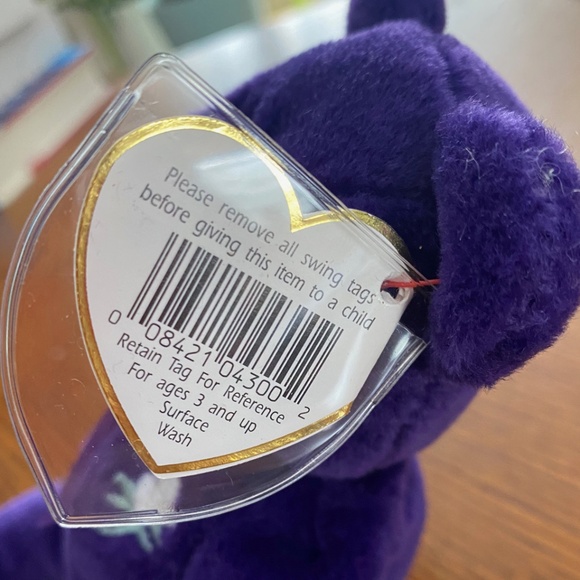 Please remove all swing tags
before giving this item to a child
0 08421 04300 2
Retain Tag For Reference
For ages 3 and up
Surface
Wash